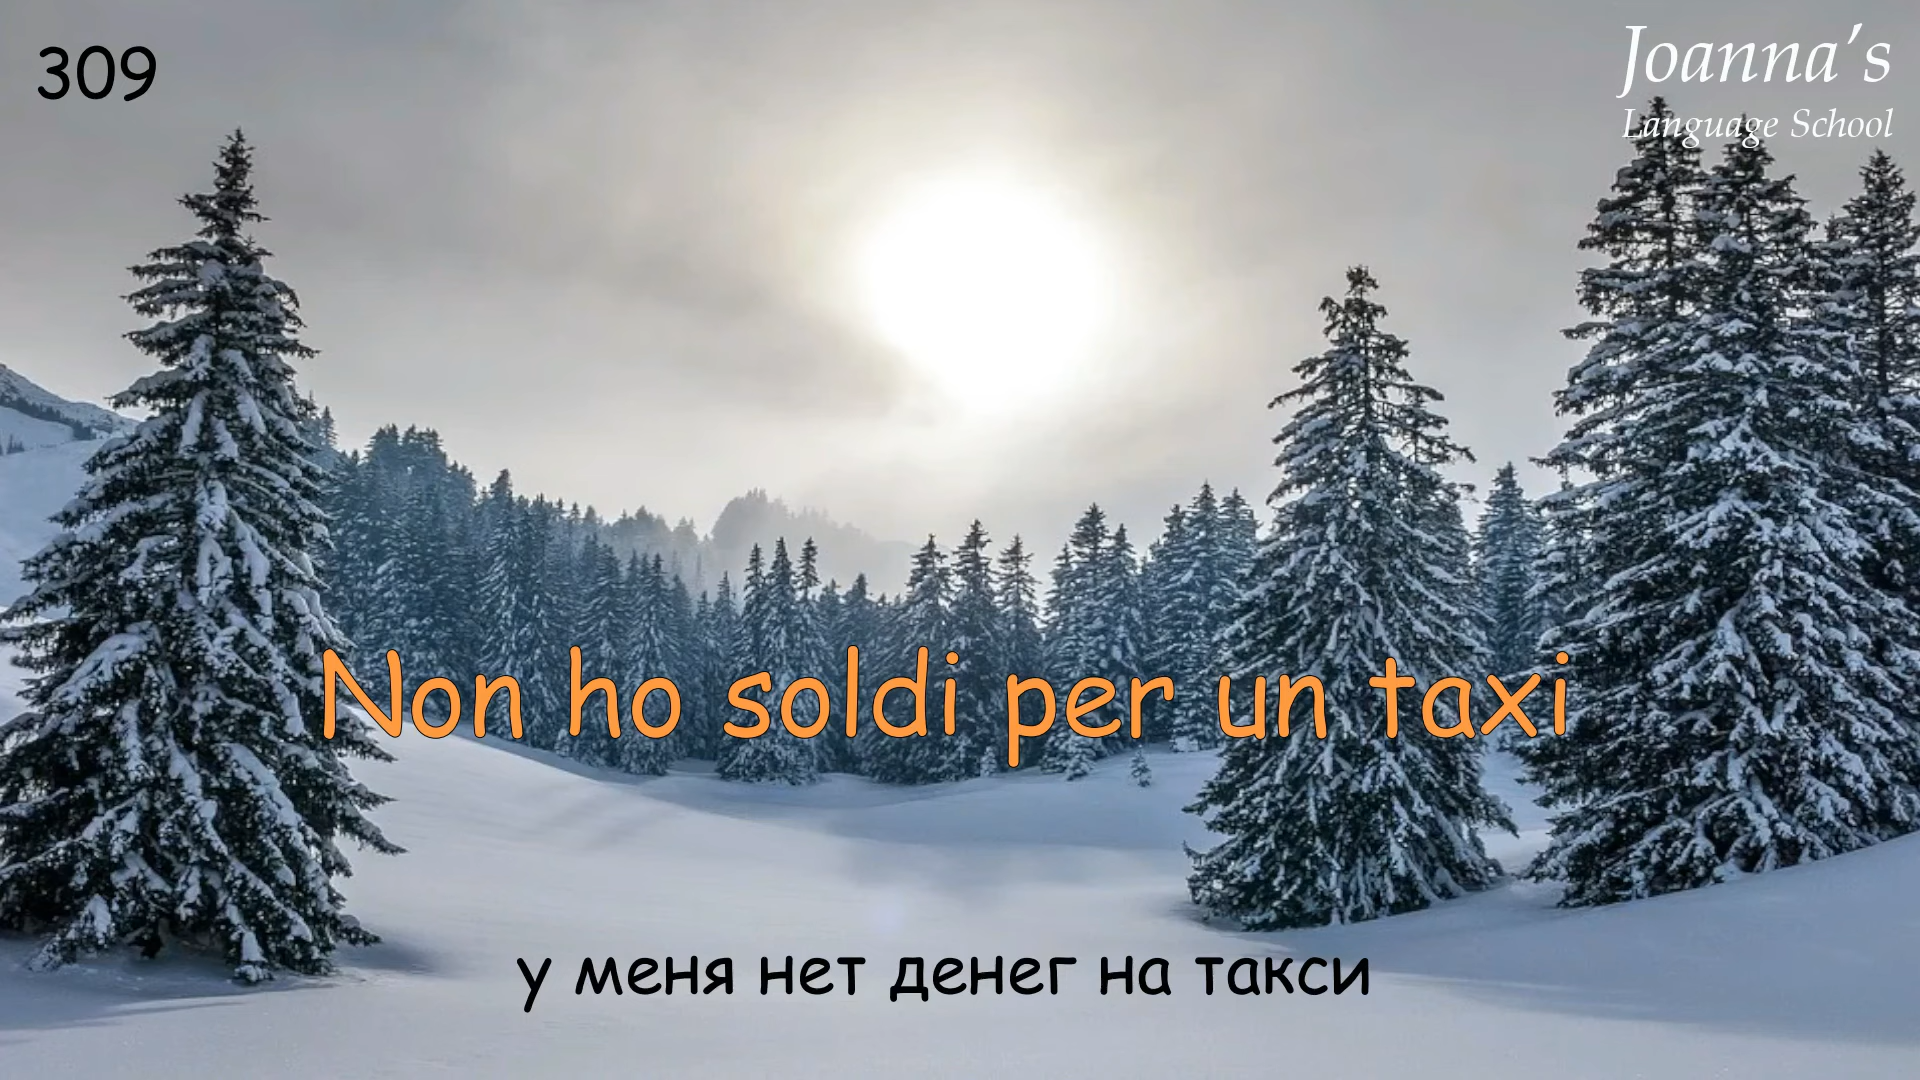 309
Joanna's
Language School
Non ho soldi per un taxi
у меня нет денег на такси